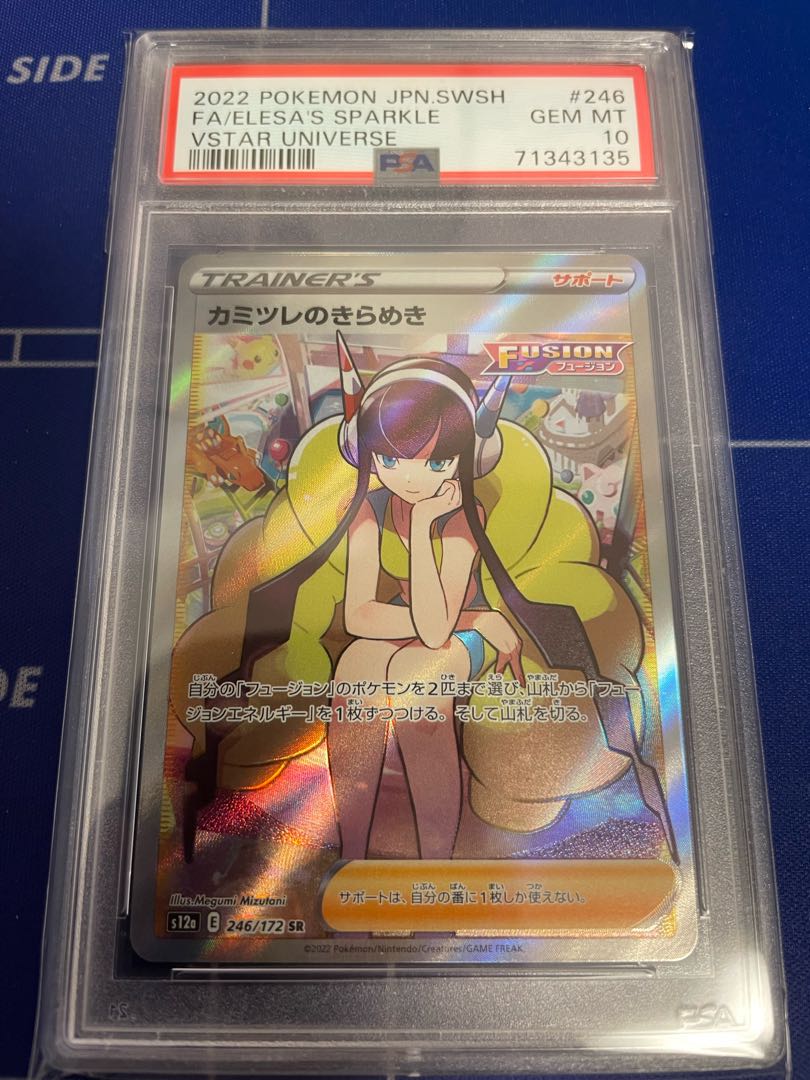 SIDE
2022 POKEMON JPN.SWSH #246
FA/ELESA'S SPARKLE GEM MT
VSTAR UNIVERSE 10
PSA 71343135
TRAINER'S サポート
カミツレのきらめき
FUSION
フュージョン
自分の「フュージョン」のポケモンを2匹まで選び、山札から「フュー
ジョンエネルギー」を1枚ずつつける。そして山札を切る。
Illus.Megumi Mizutani
サポートは、自分の番に1枚しか使えない。
s12a E 246/172 SR
©2022 Pokémon/Nintendo/Creatures/GAME FREAK.
PSA